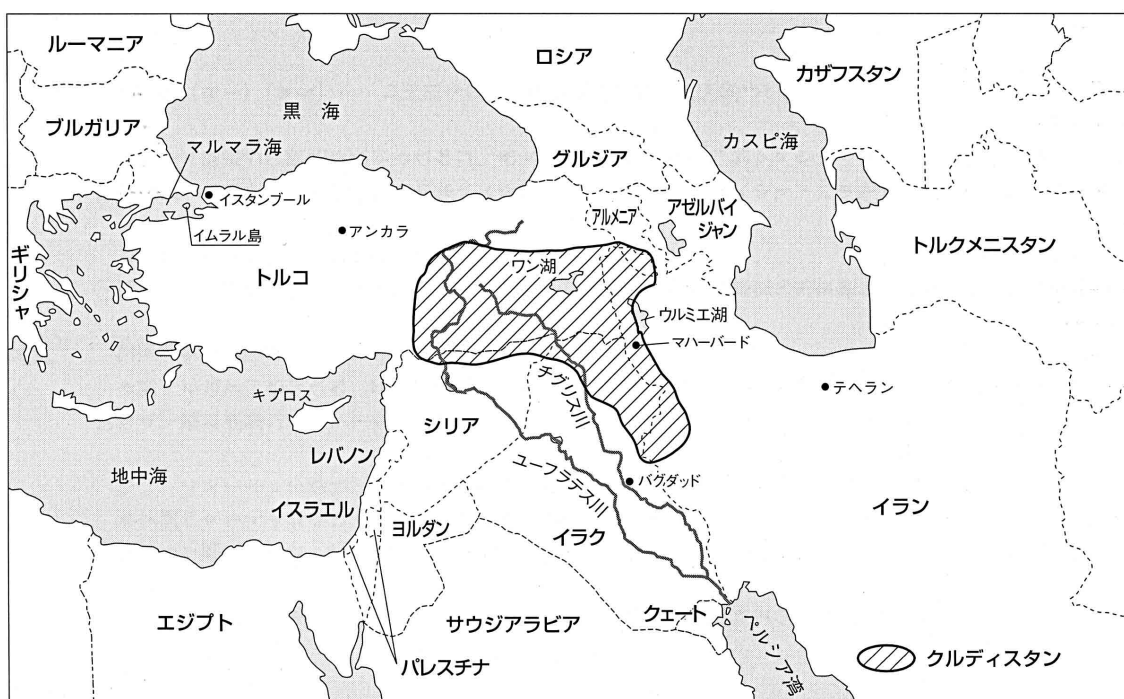 ルーマニア
ロシア
カザフスタン
黒 海
ブルガリア
マルマラ海
カスピ海
グルジア
イスタンブール
アルメニア
アゼルバイ
ジャン
イムラル島
アンカラ
トルクメニスタン
ギリシャ
トルコ
ワン湖
ウルミエ湖
マハーバード
テヘラン
チグリス川
キプロス
シリア
レバノン
地中海
ユーフラテス川
バグダッド
イスラエル
ヨルダン
イラク
イラン
エジプト
サウジアラビア
クェート
ペルシア湾
パレスチナ
クルディスタン